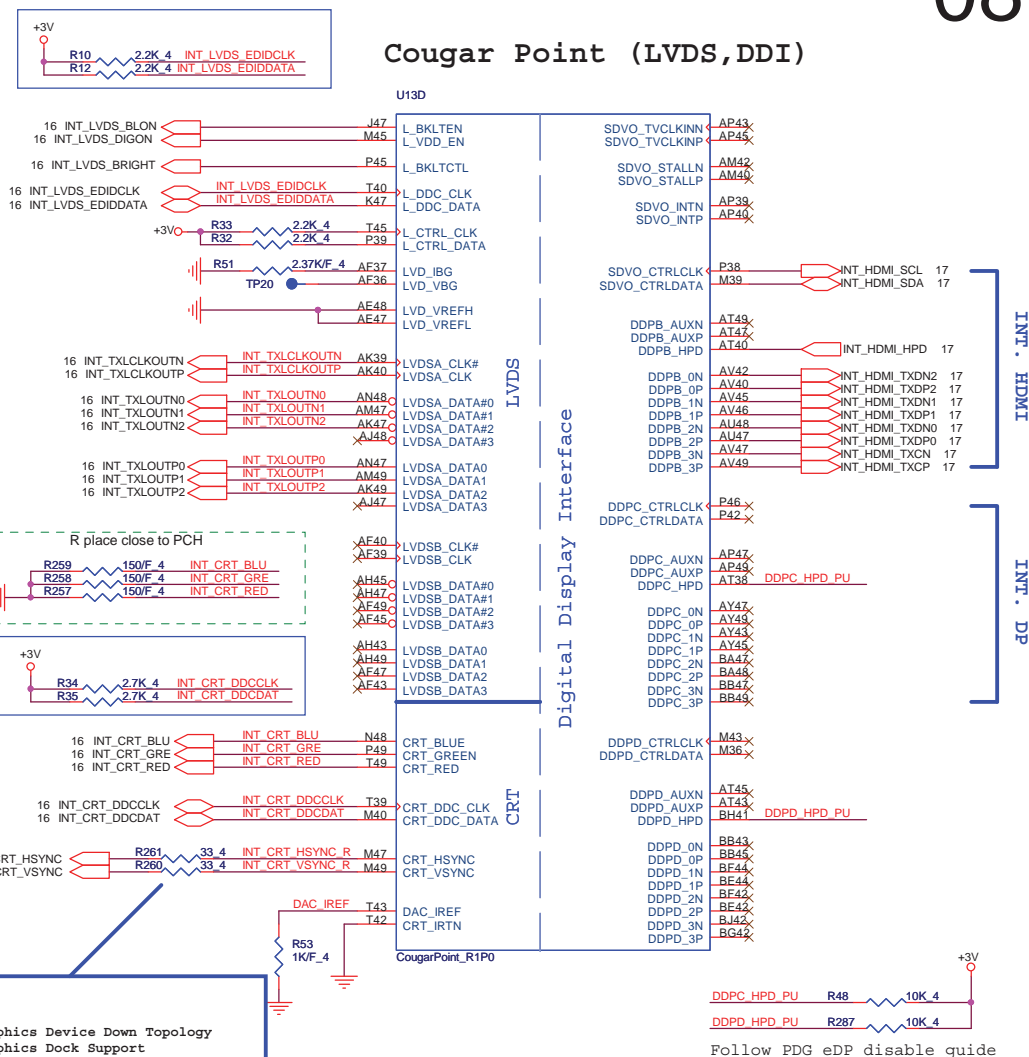 08
Cougar Point (LVDS,DDI)
+3V
R10 2.2K_4 INT_LVDS_EDIDCLK
R12 2.2K_4 INT_LVDS_EDIDDATA
U13D
16 INT_LVDS_BLON J47 L_BKLTEN
16 INT_LVDS_DIGON M45 L_VDD_EN
16 INT_LVDS_BRIGHT P45 L_BKLTCTL
16 INT_LVDS_EDIDCLK INT_LVDS_EDIDCLK T40 L_DDC_CLK
16 INT_LVDS_EDIDDATA INT_LVDS_EDIDDATA K47 L_DDC_DATA
+3V R33 2.2K_4 T45 L_CTRL_CLK
R32 2.2K_4 P39 L_CTRL_DATA
R51 2.37K/F_4 AF37 LVD_IBG
TP20 AF36 LVD_VBG
AE48 LVD_VREFH
AE47 LVD_VREFL
16 INT_TXLCLKOUTN INT_TXLCLKOUTN AK39 LVDSA_CLK#
16 INT_TXLCLKOUTP INT_TXLCLKOUTP AK40 LVDSA_CLK
16 INT_TXLOUTN0 INT_TXLOUTN0 AN48 LVDSA_DATA#0
16 INT_TXLOUTN1 INT_TXLOUTN1 AM47 LVDSA_DATA#1
16 INT_TXLOUTN2 INT_TXLOUTN2 AK47 LVDSA_DATA#2
AJ48 LVDSA_DATA#3
16 INT_TXLOUTP0 INT_TXLOUTP0 AN47 LVDSA_DATA0
16 INT_TXLOUTP1 INT_TXLOUTP1 AM49 LVDSA_DATA1
16 INT_TXLOUTP2 INT_TXLOUTP2 AK49 LVDSA_DATA2
AJ47 LVDSA_DATA3
AF40 LVDSB_CLK#
AF39 LVDSB_CLK
AH45 LVDSB_DATA#0
AH47 LVDSB_DATA#1
AF49 LVDSB_DATA#2
AF45 LVDSB_DATA#3
AH43 LVDSB_DATA0
AH49 LVDSB_DATA1
AF47 LVDSB_DATA2
AF43 LVDSB_DATA3
LVDS
R place close to PCH
R259 150/F_4 INT_CRT_BLU
R258 150/F_4 INT_CRT_GRE
R257 150/F_4 INT_CRT_RED
+3V
R34 2.7K_4 INT_CRT_DDCCLK
R35 2.7K_4 INT_CRT_DDCDAT
16 INT_CRT_BLU INT_CRT_BLU N48 CRT_BLUE
16 INT_CRT_GRE INT_CRT_GRE P49 CRT_GREEN
16 INT_CRT_RED INT_CRT_RED T49 CRT_RED
16 INT_CRT_DDCCLK INT_CRT_DDCCLK T39 CRT_DDC_CLK
16 INT_CRT_DDCDAT INT_CRT_DDCDAT M40 CRT_DDC_DATA
CRT_HSYNC R261 33_4 INT_CRT_HSYNC_R M47 CRT_HSYNC
CRT_VSYNC R260 33_4 INT_CRT_VSYNC_R M49 CRT_VSYNC
DAC_IREF T43 DAC_IREF
T42 CRT_IRTN
R53
1K/F_4
CRT
CougarPoint_R1P0
Digital Display Interface
SDVO_TVCLKINN AP43
SDVO_TVCLKINP AP45
SDVO_STALLN AM42
SDVO_STALLP AM40
SDVO_INTN AP39
SDVO_INTP AP40
SDVO_CTRLCLK P38 INT_HDMI_SCL 17
SDVO_CTRLDATA M39 INT_HDMI_SDA 17
DDPB_AUXN AT49
DDPB_AUXP AT47
DDPB_HPD AT40 INT_HDMI_HPD 17
DDPB_0N AV42 INT_HDMI_TXDN2 17
DDPB_0P AV40 INT_HDMI_TXDP2 17
DDPB_1N AV45 INT_HDMI_TXDN1 17
DDPB_1P AV46 INT_HDMI_TXDP1 17
DDPB_2N AU48 INT_HDMI_TXDN0 17
DDPB_2P AU47 INT_HDMI_TXDP0 17
DDPB_3N AV47 INT_HDMI_TXCN 17
DDPB_3P AV49 INT_HDMI_TXCP 17
INT. HDMI
DDPC_CTRLCLK P46
DDPC_CTRLDATA P42
DDPC_AUXN AP47
DDPC_AUXP AP49
DDPC_HPD AT38 DDPC_HPD_PU
DDPC_0N AY47
DDPC_0P AY49
DDPC_1N AY43
DDPC_1P AY45
DDPC_2N BA47
DDPC_2P BA48
DDPC_3N BB47
DDPC_3P BB49
INT. DP
DDPD_CTRLCLK M43
DDPD_CTRLDATA M36
DDPD_AUXN AT45
DDPD_AUXP AT43
DDPD_HPD BH41 DDPD_HPD_PU
DDPD_0N BB43
DDPD_0P BB45
DDPD_1N BF44
DDPD_1P BE44
DDPD_2N BF42
DDPD_2P BE42
DDPD_3N BJ42
DDPD_3P BG42
+3V
DDPC_HPD_PU R48 10K_4
DDPD_HPD_PU R287 10K_4
Follow PDG eDP disable guide
phics Device Down Topology
phics Dock Support